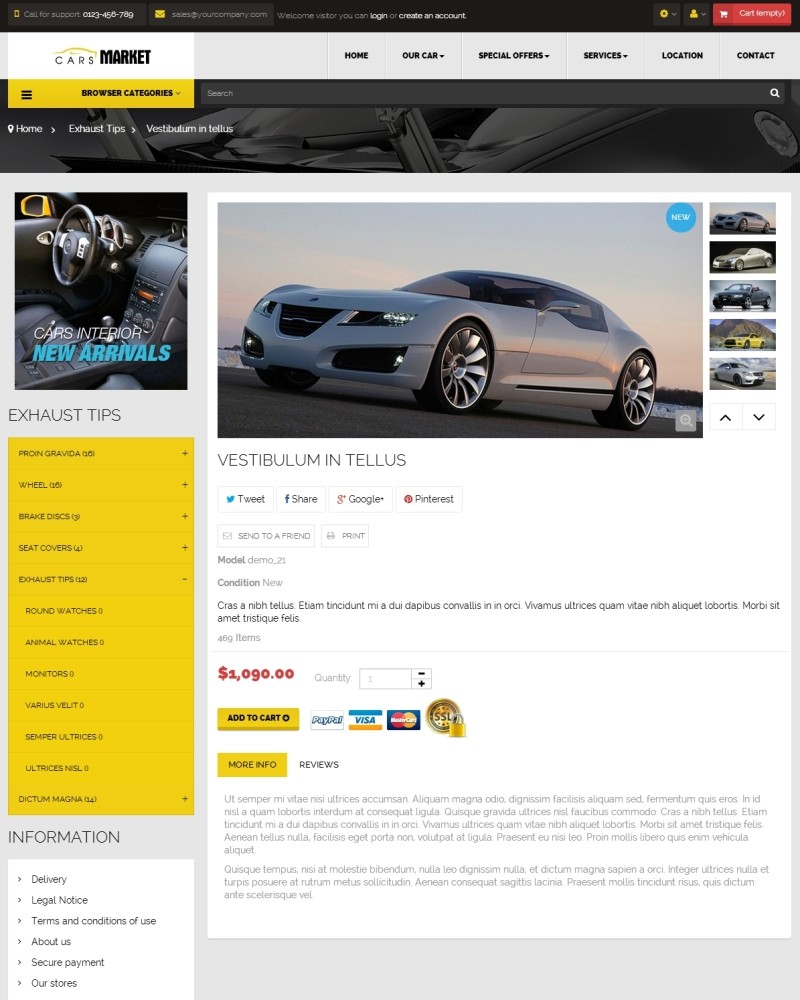 Call for support: 0123-456-789
sales@yourcompany.com
Welcome visitor you can login or create an account.
Cart (empty)
CARS MARKET
HOME
OUR CAR
SPECIAL OFFERS
SERVICES
LOCATION
CONTACT
BROWSER CATEGORIES
Search
Home
Exhaust Tips
Vestibulum in tellus
CARS INTERIOR
NEW ARRIVALS
NEW
EXHAUST TIPS
PROIN GRAVIDA (16) +
WHEEL (16) +
BRAKE DISCS (3) +
SEAT COVERS (4) +
EXHAUST TIPS (12) -
ROUND WATCHES ()
ANIMAL WATCHES ()
MONITORS ()
VARIUS VELIT ()
SEMPER ULTRICES ()
ULTRICES NISL ()
DICTUM MAGNA (14) +
INFORMATION
Delivery
Legal Notice
Terms and conditions of use
About us
Secure payment
Our stores
VESTIBULUM IN TELLUS
Tweet
Share
Google+
Pinterest
SEND TO A FRIEND
PRINT
Model demo_21
Condition New
Cras a nibh tellus. Etiam tincidunt mi a dui dapibus convallis in in orci. Vivamus ultrices quam vitae nibh aliquet lobortis. Morbi sit
amet tristique felis.
469 Items
$1,090.00
Quantity:
1
ADD TO CART
PayPal
VISA
MasterCard
SSL
MORE INFO
REVIEWS
Ut semper mi vitae nisi ultrices accumsan. Aliquam magna odio, dignissim facilisis aliquam sed, fermentum quis eros. In id
nisl a quam lobortis interdum at consequat ligula. Quisque gravida ultrices nisl faucibus commodo. Cras a nibh tellus. Etiam
tincidunt mi a dui dapibus convallis in in orci. Vivamus ultrices quam vitae nibh aliquet lobortis. Morbi sit amet tristique felis.
Aenean tellus nulla, facilisis eget porta non, volutpat at ligula. Praesent eu nisi leo. Proin mollis libero quis enim vehicula
aliquet.
Quisque tempus, nisi at molestie bibendum, nulla leo dignissim nulla, et dictum magna sapien a orci. Integer ultrices nulla et
turpis posuere at rutrum metus sollicitudin. Aenean consequat sagittis lacinia. Praesent mollis tincidunt risus, quis dictum
ante scelerisque vel.